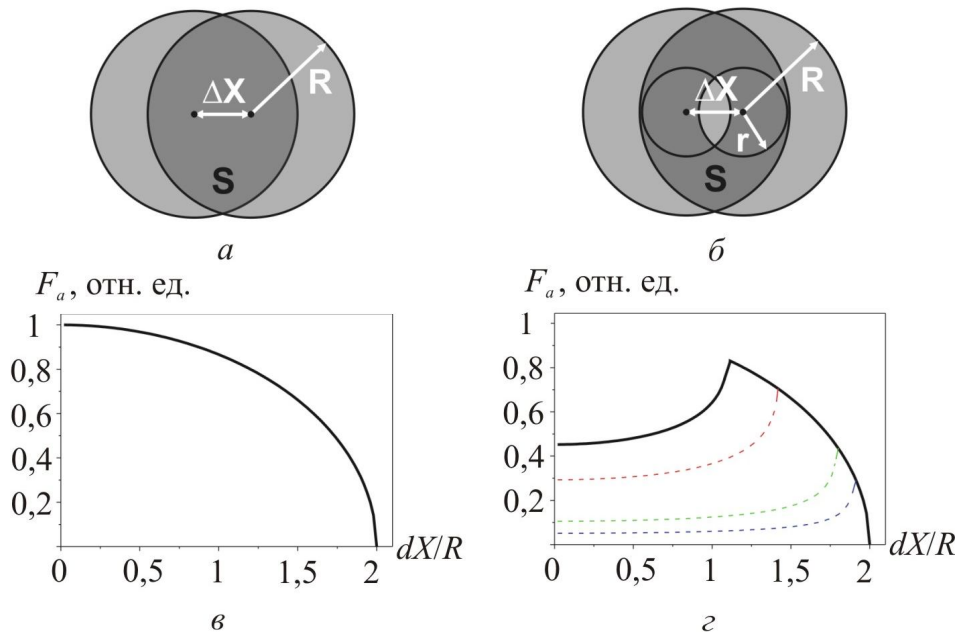 ΔX R
S
ΔX R
r
S
а
б
Fₐ, отн. ед.
1
0,8
0,6
0,4
0,2
0 0,5 1 1,5 2
dX/R
в
Fₐ, отн. ед.
1
0,8
0,6
0,4
0,2
0 0,5 1 1,5 2
dX/R
г